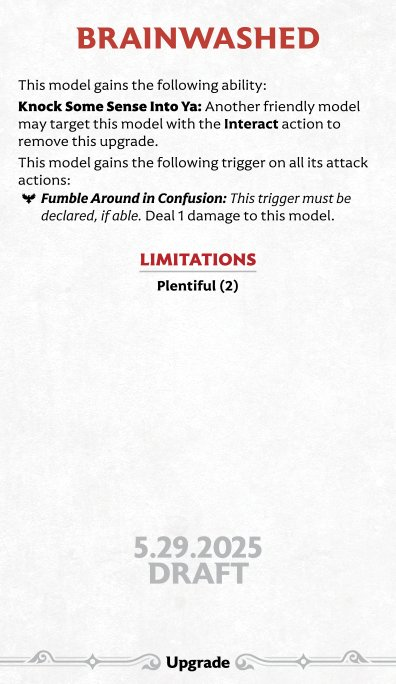 BRAINWASHED
This model gains the following ability:
Knock Some Sense Into Ya: Another friendly model
may target this model with the Interact action to
remove this upgrade.
This model gains the following trigger on all its attack
actions:
Fumble Around in Confusion: This trigger must be
declared, if able. Deal 1 damage to this model.
LIMITATIONS
Plentiful (2)
5.29.2025
DRAFT
Upgrade